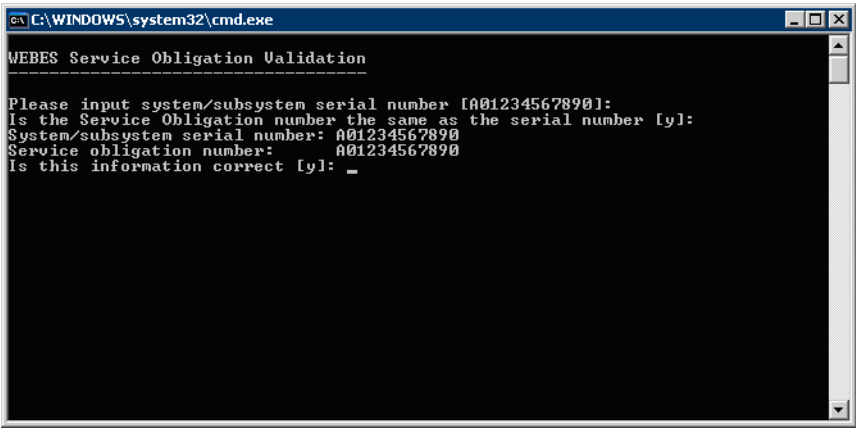 C:\WINDOWS\system32\cmd.exe
WEBES Service Obligation Validation
-----------------------------------
Please input system/subsystem serial number [A01234567890]:
Is the Service Obligation number the same as the serial number [y]:
System/subsystem serial number: A01234567890
Service obligation number:      A01234567890
Is this information correct [y]: _